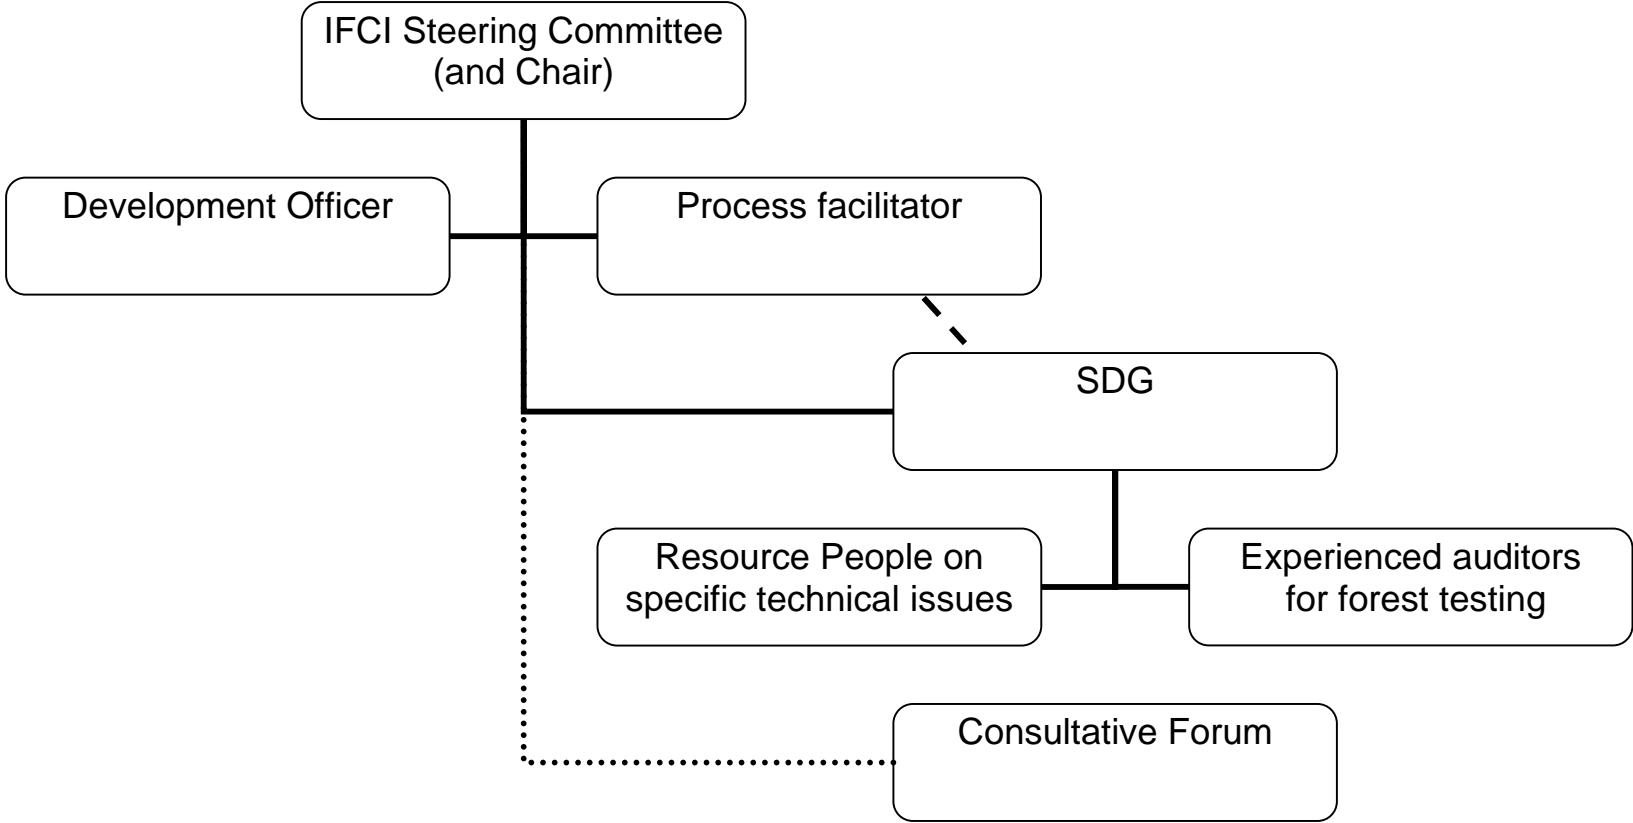 IFCI Steering Committee
(and Chair)
Development Officer
Process facilitator
SDG
Resource People on
specific technical issues
Experienced auditors
for forest testing
Consultative Forum